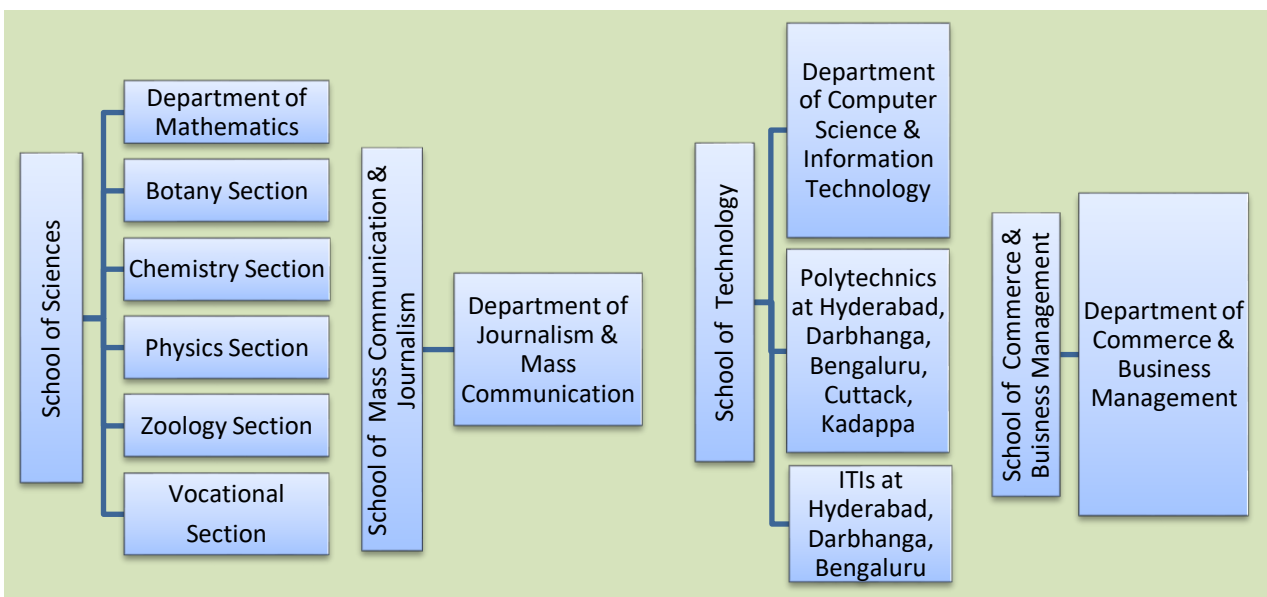 School of Sciences
Department of
Mathematics
Botany Section
Chemistry Section
Physics Section
Zoology Section
Vocational
Section
School of Mass Communication &
Journalism
Department of
Journalism &
Mass
Communication
School of Technology
Department
of Computer
Science &
Information
Technology
Polytechnics
at Hyderabad,
Darbhanga,
Bengaluru,
Cuttack,
Kadappa
ITIs at
Hyderabad,
Darbhanga,
Bengaluru
School of Commerce &
Buisness Management
Department of
Commerce &
Business
Management